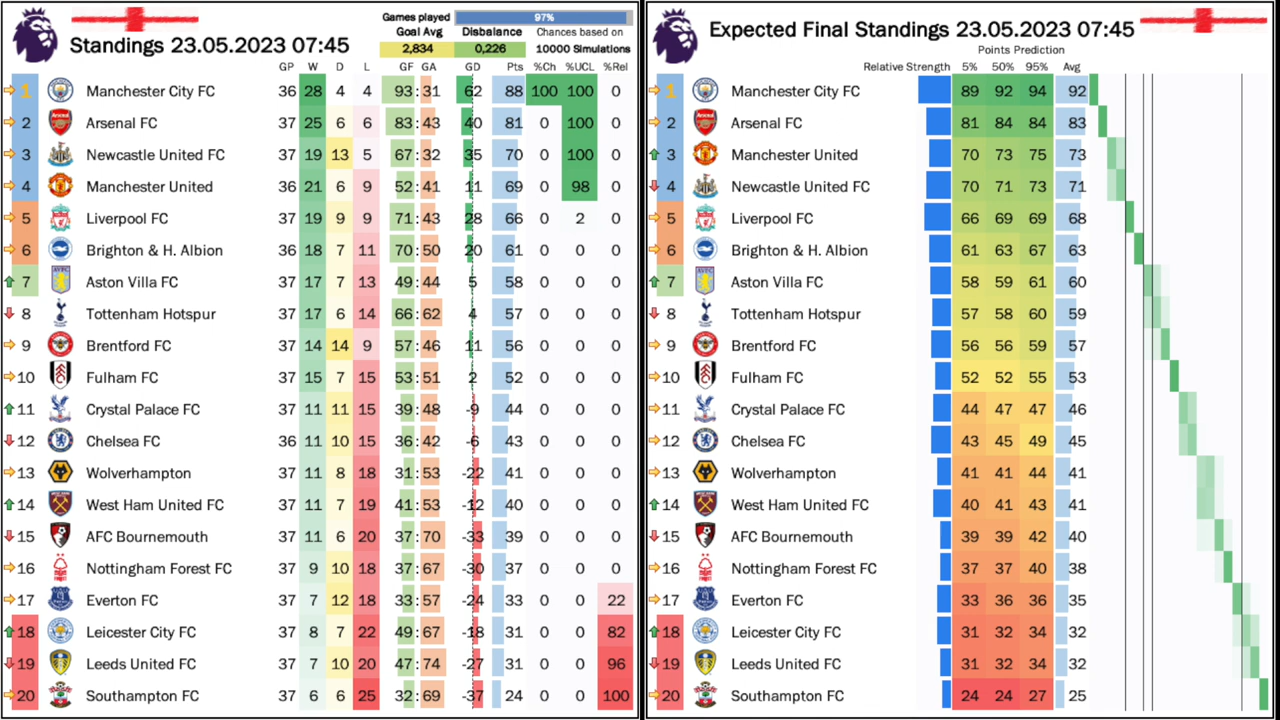 Standings 23.05.2023 07:45
Games played 97%
Goal Avg Disbalance Chances based on
2,834 0,226 10000 Simulations
GP W D L GF GA GD Pts %Ch %UCL %Rel
1 Manchester City FC 36 28 4 4 93:31 62 88 100 100 0
2 Arsenal FC 37 25 6 6 83:43 40 81 0 100 0
3 Newcastle United FC 37 19 13 5 67:32 35 70 0 100 0
4 Manchester United 36 21 6 9 52:41 11 69 0 98 0
5 Liverpool FC 37 19 9 9 71:43 28 66 0 2 0
6 Brighton & H. Albion 36 18 7 11 70:50 20 61 0 0 0
7 Aston Villa FC 37 17 7 13 49:44 5 58 0 0 0
8 Tottenham Hotspur 37 17 6 14 66:62 4 57 0 0 0
9 Brentford FC 37 14 14 9 57:46 11 56 0 0 0
10 Fulham FC 37 15 7 15 53:51 2 52 0 0 0
11 Crystal Palace FC 37 11 11 15 39:48 -9 44 0 0 0
12 Chelsea FC 36 11 10 15 36:42 -6 43 0 0 0
13 Wolverhampton 37 11 8 18 31:53 -22 41 0 0 0
14 West Ham United FC 37 11 7 19 41:53 -12 40 0 0 0
15 AFC Bournemouth 37 11 6 20 37:70 -33 39 0 0 0
16 Nottingham Forest FC 37 9 10 18 37:67 -30 37 0 0 0
17 Everton FC 37 7 12 18 33:57 -24 33 0 0 22
18 Leicester City FC 37 8 7 22 49:67 -18 31 0 0 82
19 Leeds United FC 37 7 10 20 47:74 -27 31 0 0 96
20 Southampton FC 37 6 6 25 32:69 -37 24 0 0 100
Expected Final Standings 23.05.2023 07:45
Points Prediction
Relative Strength 5% 50% 95% Avg
1 Manchester City FC 89 92 94 92
2 Arsenal FC 81 84 84 83
3 Manchester United 70 73 75 73
4 Newcastle United FC 70 71 73 71
5 Liverpool FC 66 69 69 68
6 Brighton & H. Albion 61 63 67 63
7 Aston Villa FC 58 59 61 60
8 Tottenham Hotspur 57 58 60 59
9 Brentford FC 56 56 59 57
10 Fulham FC 52 52 55 53
11 Crystal Palace FC 44 47 47 46
12 Chelsea FC 43 45 49 45
13 Wolverhampton 41 41 44 41
14 West Ham United FC 40 41 43 41
15 AFC Bournemouth 39 39 42 40
16 Nottingham Forest FC 37 37 40 38
17 Everton FC 33 36 36 35
18 Leicester City FC 31 32 34 32
19 Leeds United FC 31 32 34 32
20 Southampton FC 24 24 27 25